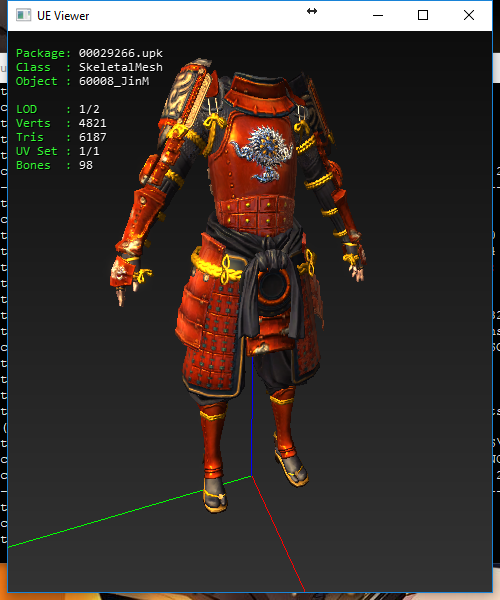 UE Viewer
Package: 00029266.upk
Class  : SkeletalMesh
Object : 60008_JinM
LOD    : 1/2
Verts  : 4821
Tris   : 6187
UV Set : 1/1
Bones  : 98